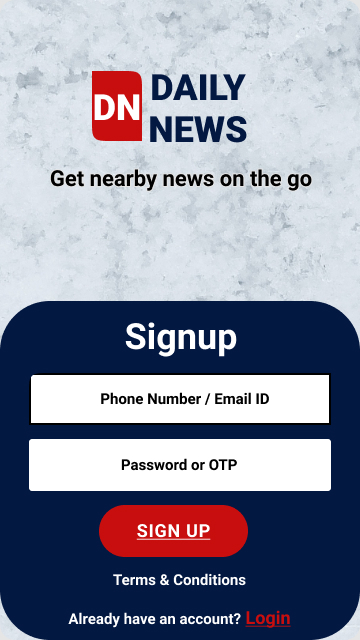 DN
DAILY
NEWS
Get nearby news on the go
Signup
Phone Number / Email ID
Password or OTP
SIGN UP
Terms & Conditions
Already have an account? Login